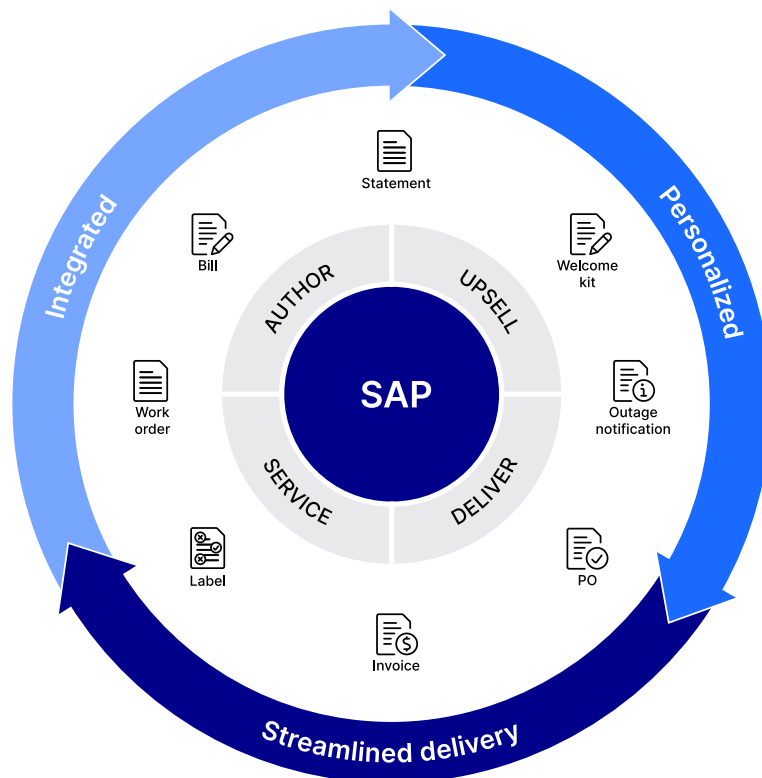 Integrated
Personalized
Streamlined delivery
Statement
Welcome
kit
Outage
notification
PO
Invoice
Label
Work
order
Bill
AUTHOR
UPSELL
DELIVER
SERVICE
SAP